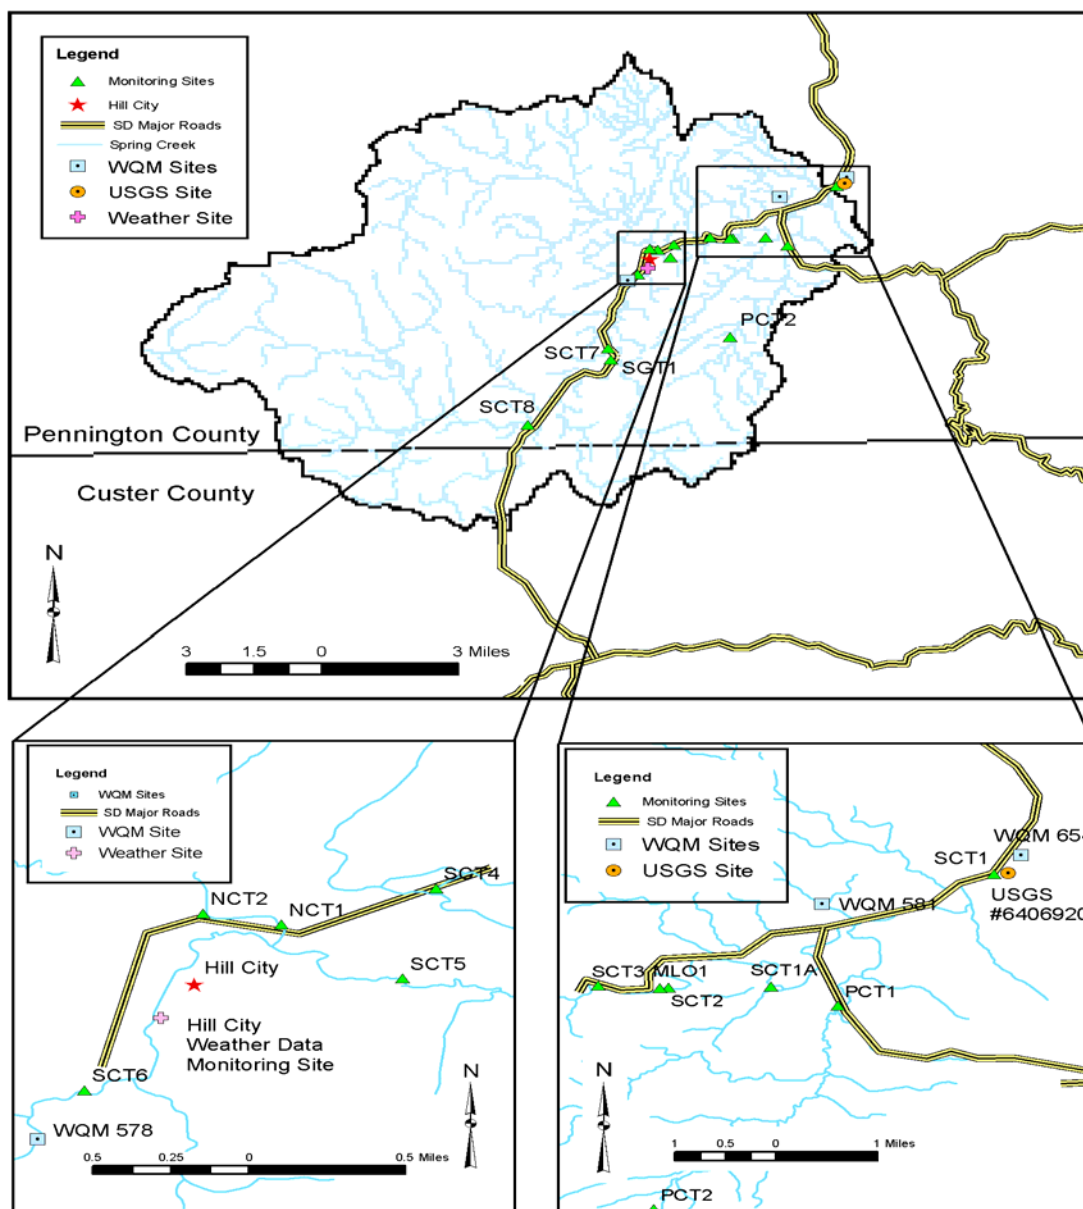 Legend
Monitoring Sites
Hill City
SD Major Roads
Spring Creek
WQM Sites
USGS Site
Weather Site
PCT2
SCT7
SGT1
SCT8
Pennington County
Custer County
N
3 1.5 0 3 Miles
Legend
WQM Sites
SD Major Roads
WQM Site
Weather Site
SCT4
NCT2
NCT1
SCT5
Hill City
Hill City
Weather Data
Monitoring Site
SCT6
N
WQM 578
0.5 0.25 0 0.5 Miles
Legend
Monitoring Sites
SD Major Roads
WQM Sites
USGS Site
WQM 654
SCT1
USGS
#6406920
WQM 581
SCT3 MLO1
SCT1A
SCT2
PCT1
N
1 0.5 0 1 Miles
PCT2